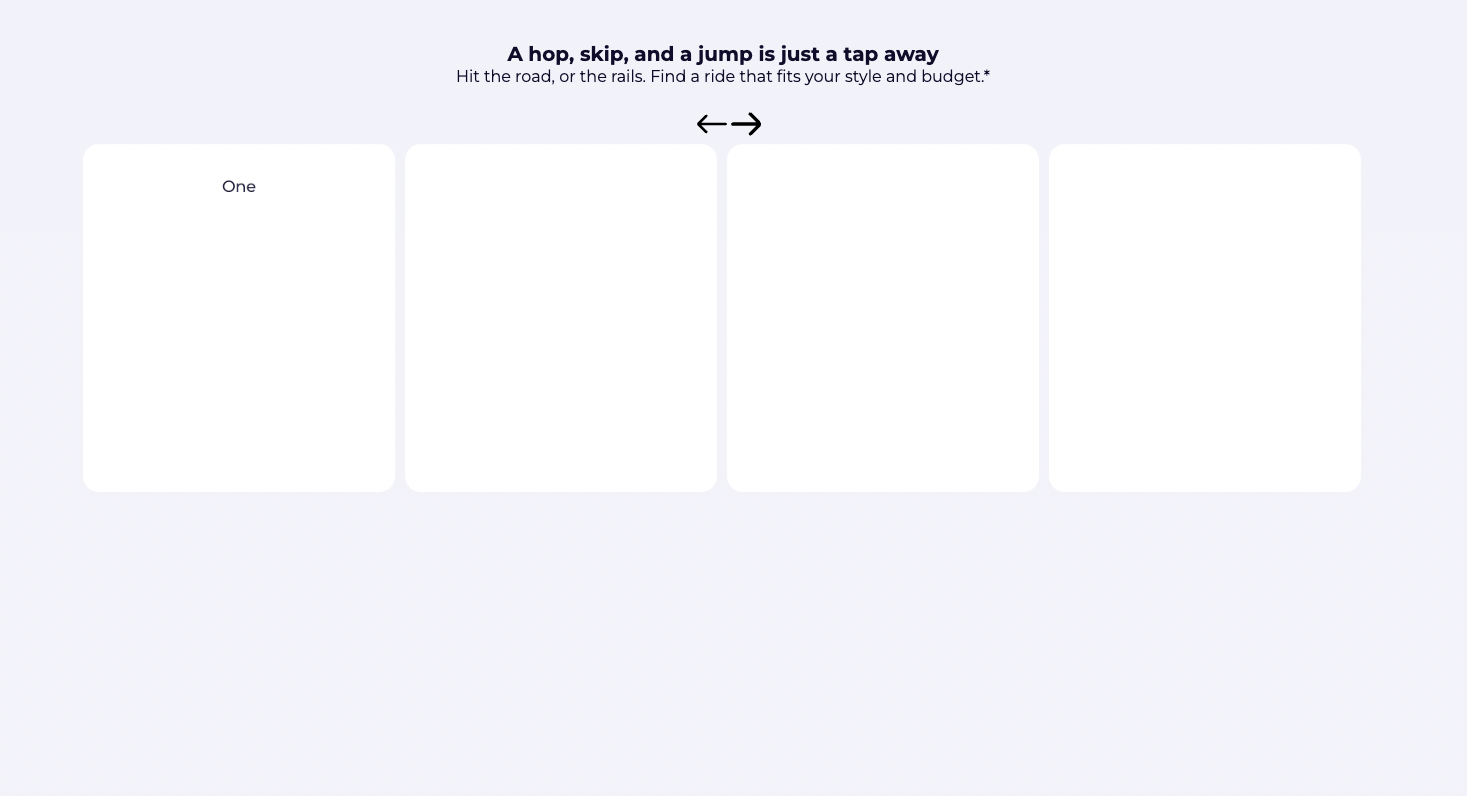 A hop, skip, and a jump is just a tap away
Hit the road, or the rails. Find a ride that fits your style and budget.*
One